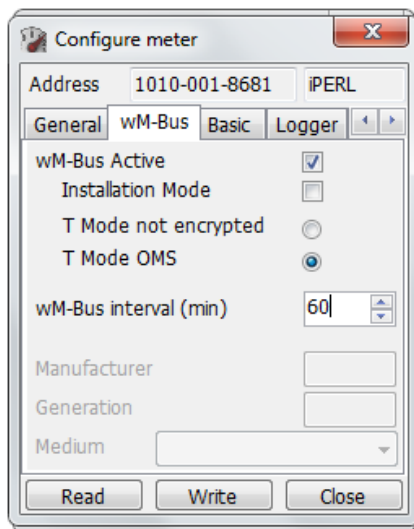 Configure meter
Address 1010-001-8681 iPERL
General wM-Bus Basic Logger
wM-Bus Active
Installation Mode
T Mode not encrypted
T Mode OMS
wM-Bus interval (min) 60
Manufacturer
Generation
Medium
Read Write Close